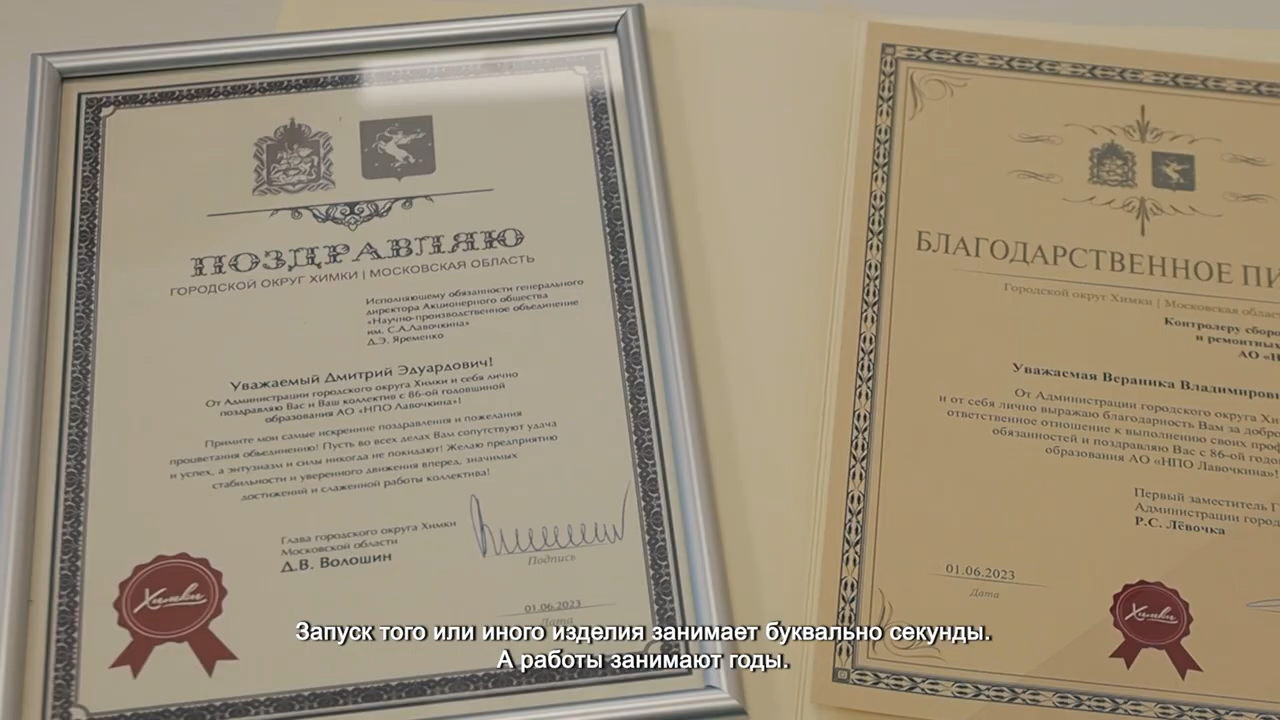 ПОЗДРАВЛЯЮ
ГОРОДСКОЙ ОКРУГ ХИМКИ | МОСКОВСКАЯ ОБЛАСТЬ
Исполняющему обязанности генерального
директора Акционерного общества
«Научно-производственное объединение
им. С.А.Лавочкина»
Д.Э. Яременко
Уважаемый Дмитрий Эдуардович!
От Администрации городского округа Химки и себя лично
поздравляю Вас и Ваш коллектив с 86-ой годовщиной
образования АО «НПО Лавочкина»!
Примите мои самые искренние поздравления и пожелания
процветания объединению! Пусть во всех делах Вам сопутствуют удача
и успех, а энтузиазм и силы никогда не покидают! Желаю предприятию
стабильности и уверенного движения вперед, значимых
достижений и слаженной работы коллектива!
Глава городского округа Химки
Московской области
Д.В. Волошин
Подпись
01.06.2023
Дата
Химки
БЛАГОДАРСТВЕННОЕ ПИ
Городской округ Химки | Московская облас
Контролеру сборо
и ремонтных
АО «Н
Уважаемая Вераника Владимировн
От Администрации городского округа Хи
и от себя лично выражаю благодарность Вам за добро
ответственное отношение к выполнению своих проф
обязанностей и поздравляю Вас с 86-ой годо
образования АО «НПО Лавочкина»!
Первый заместитель Г
Администрации горо
Р.С. Лёвочка
01.06.2023
Дата
Химки
Запуск того или иного изделия занимает буквально секунды.
А работы занимают годы.